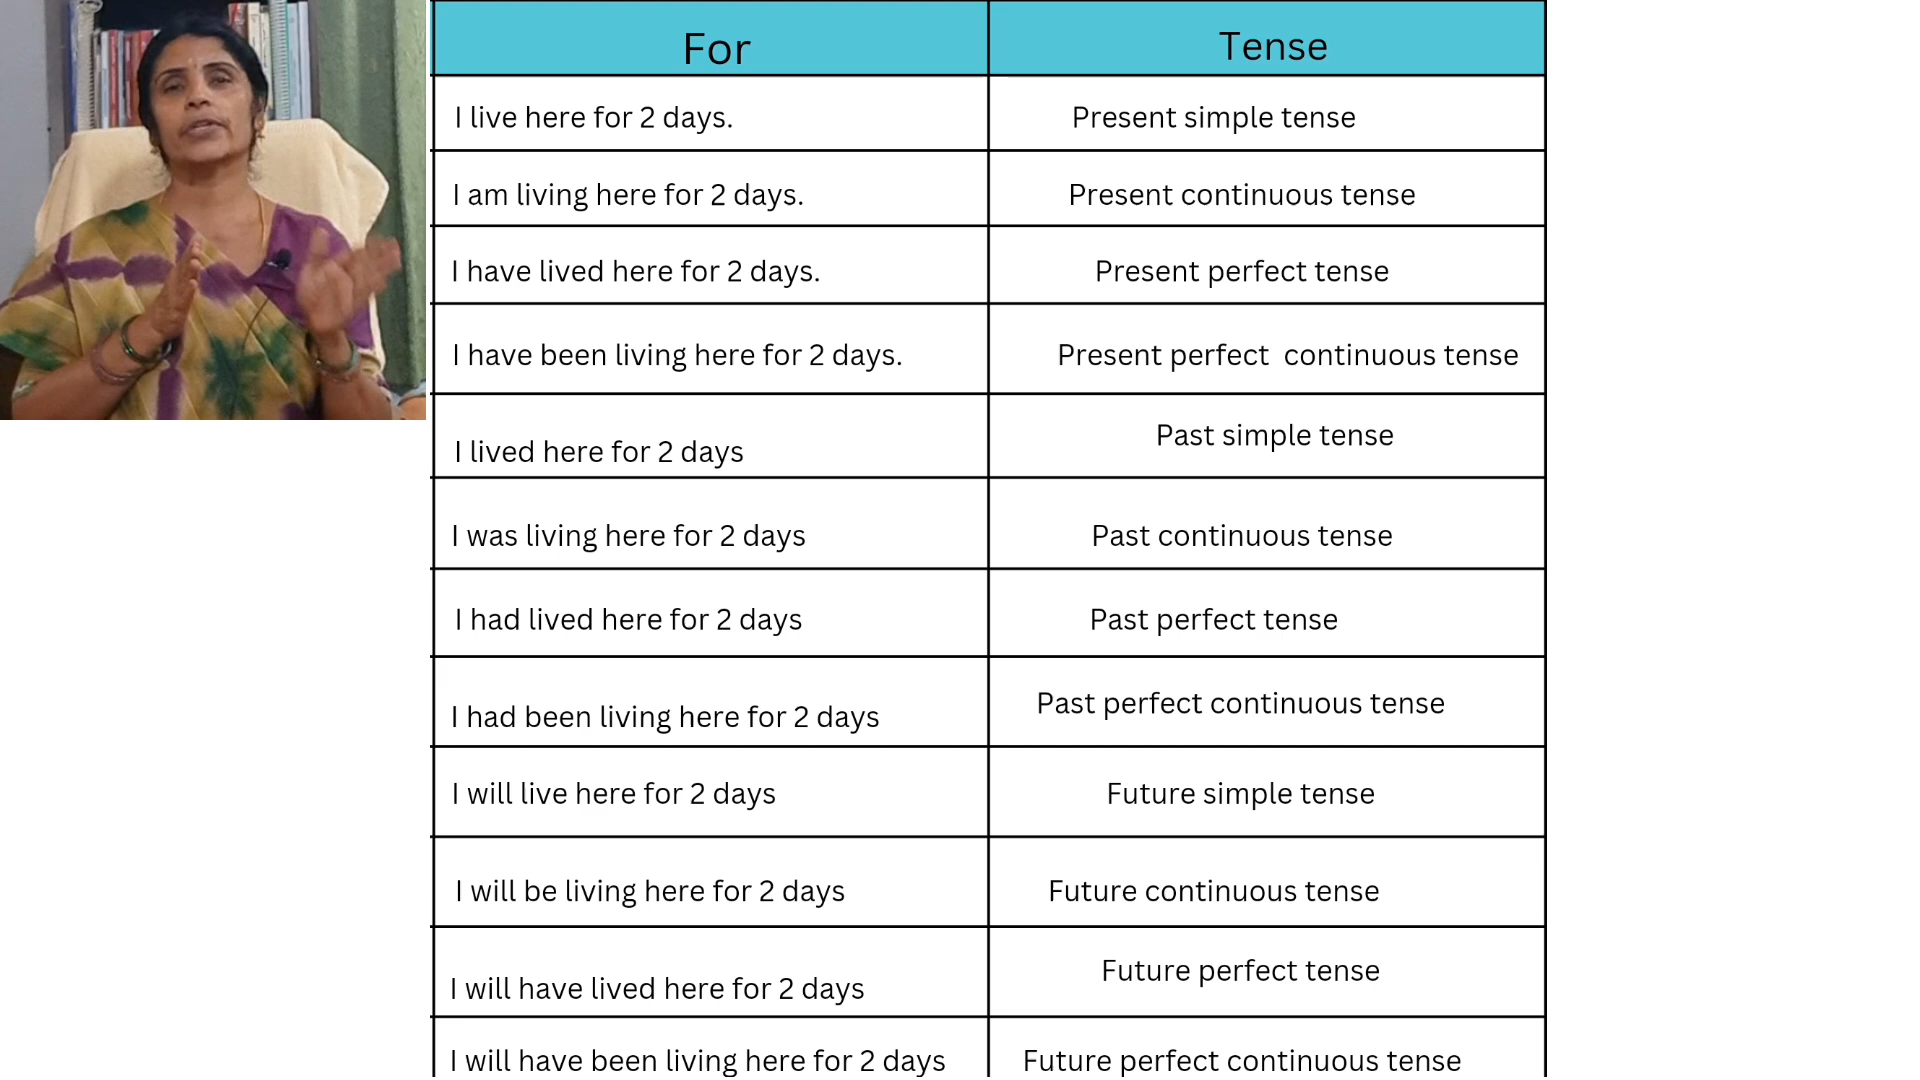 For Tense
I live here for 2 days. Present simple tense
I am living here for 2 days. Present continuous tense
I have lived here for 2 days. Present perfect tense
I have been living here for 2 days. Present perfect continuous tense
I lived here for 2 days Past simple tense
I was living here for 2 days Past continuous tense
I had lived here for 2 days Past perfect tense
I had been living here for 2 days Past perfect continuous tense
I will live here for 2 days Future simple tense
I will be living here for 2 days Future continuous tense
I will have lived here for 2 days Future perfect tense
I will have been living here for 2 days Future perfect continuous tense